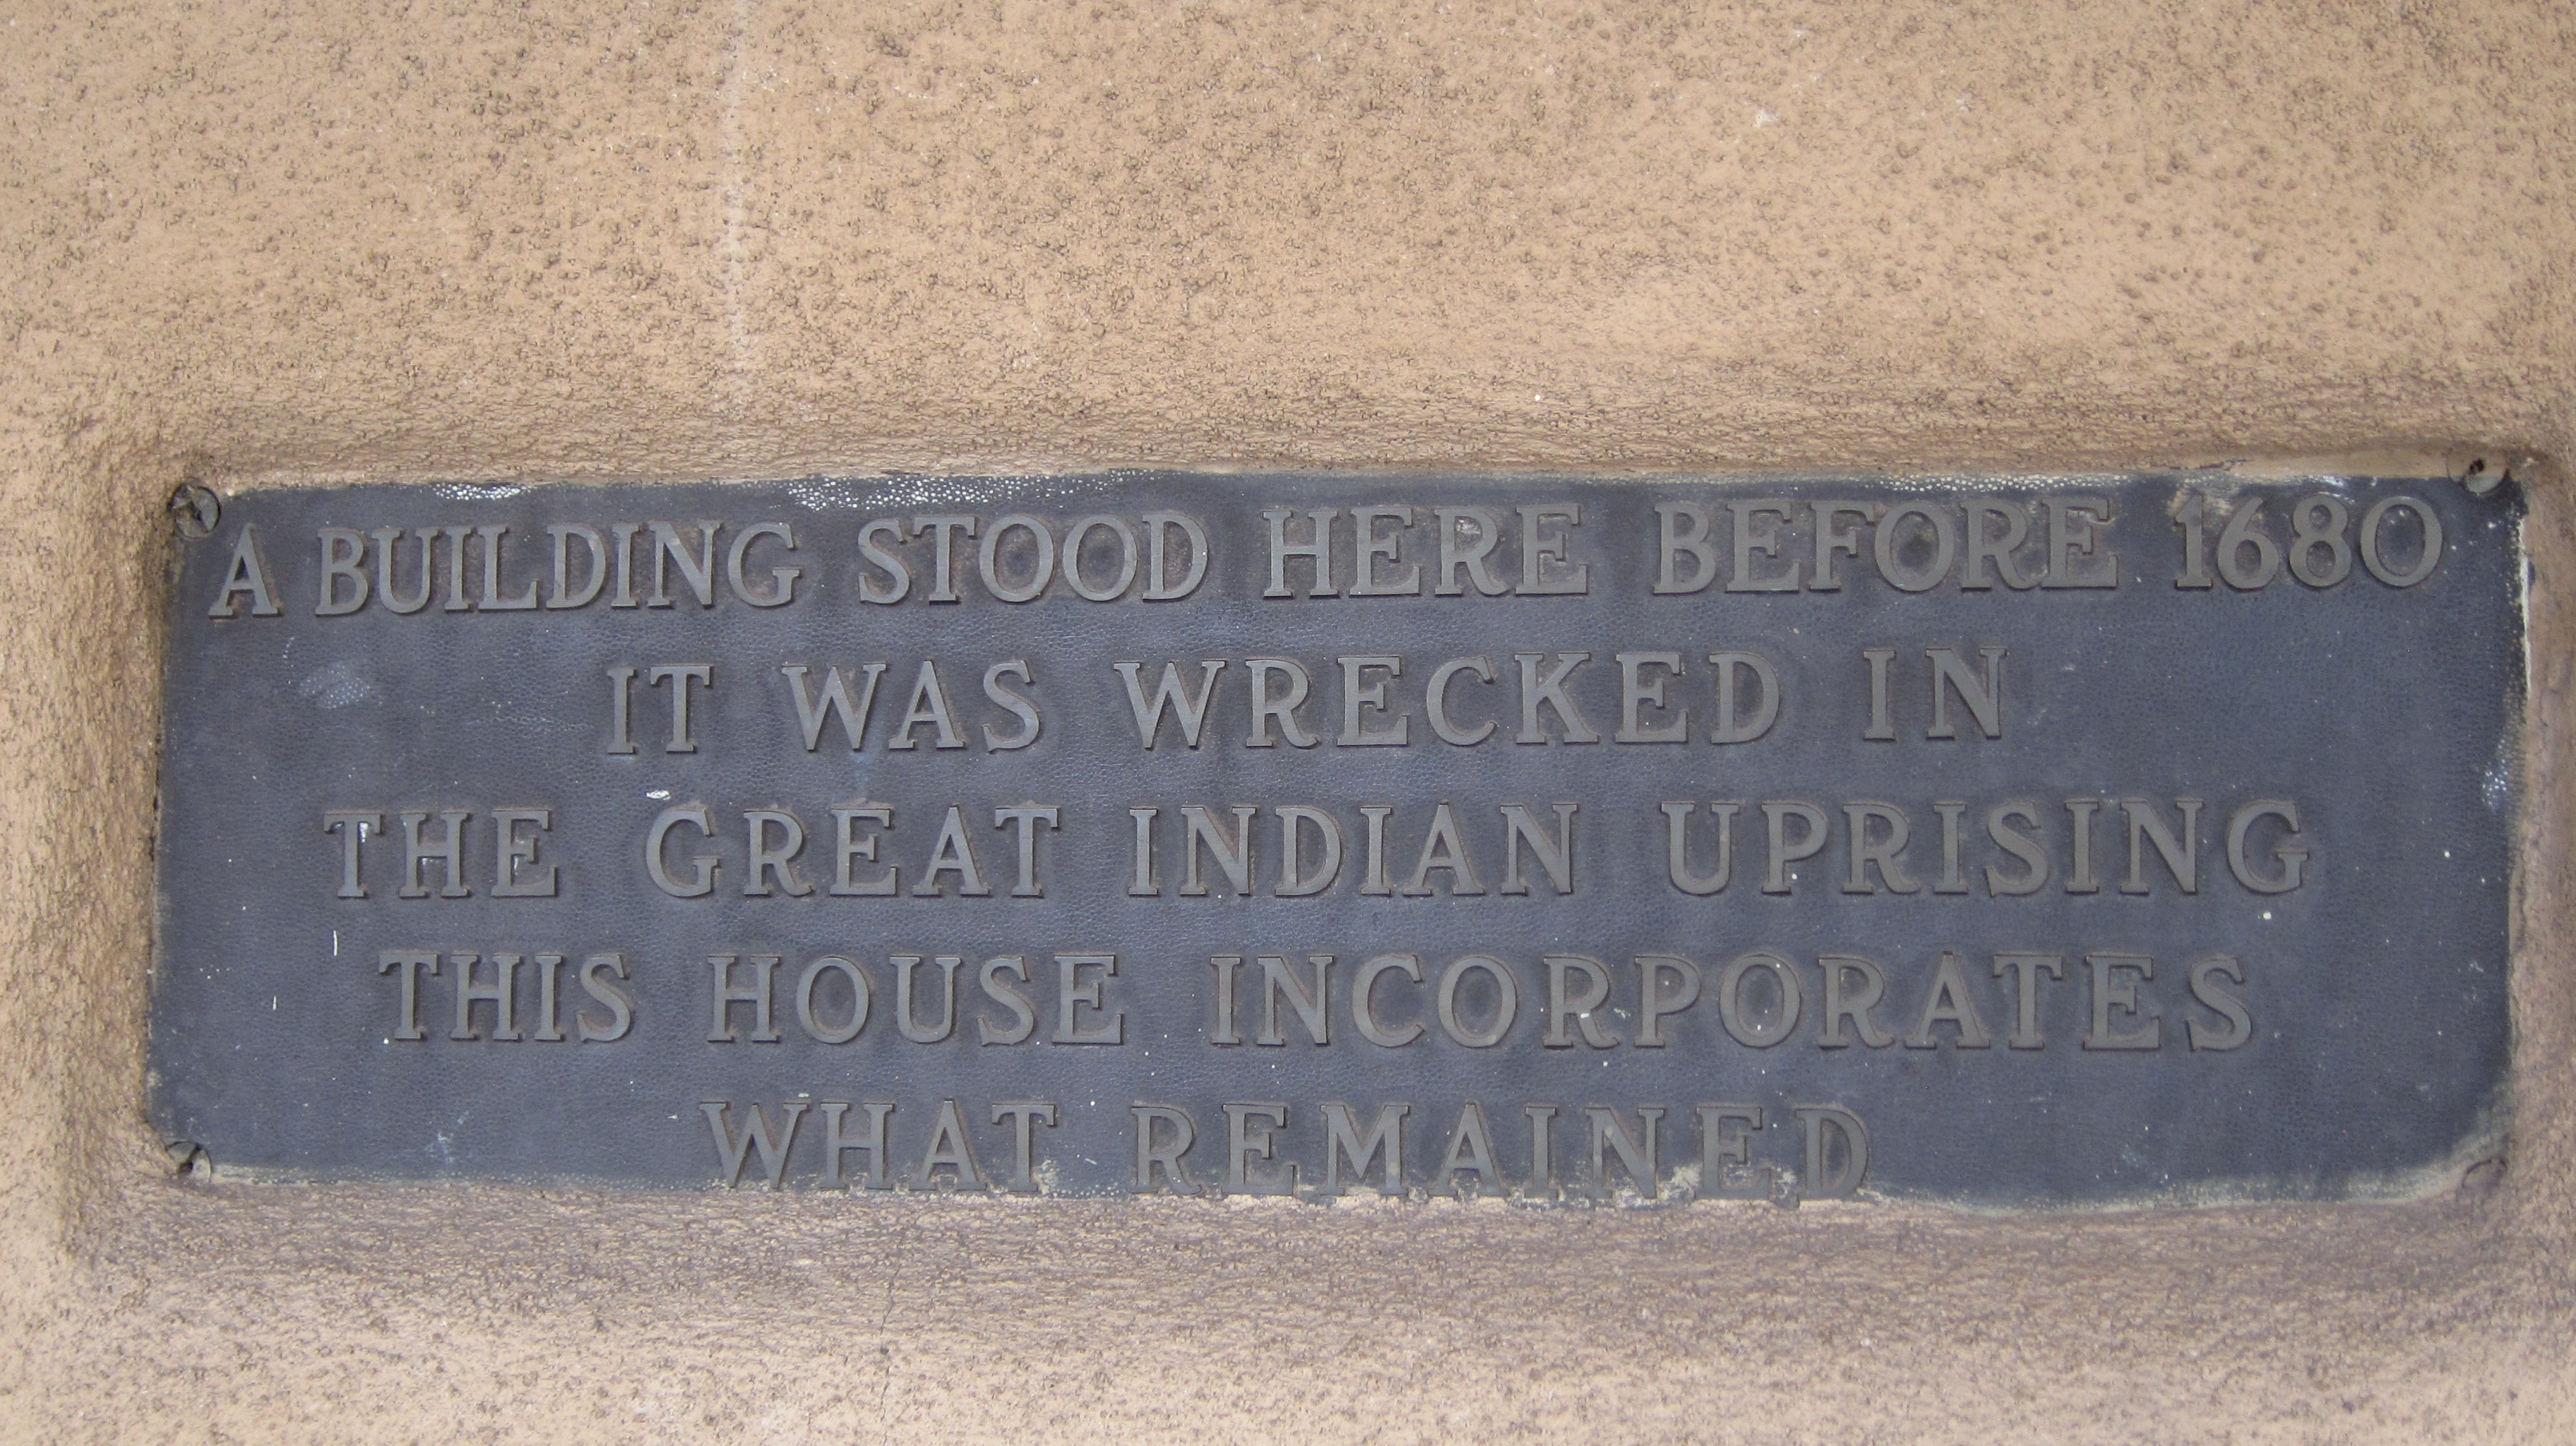 A BUILDING STOOD HERE BEFORE 1680
IT WAS WRECKED IN
THE GREAT INDIAN UPRISING
THIS HOUSE INCORPORATES
WHAT REMAINED